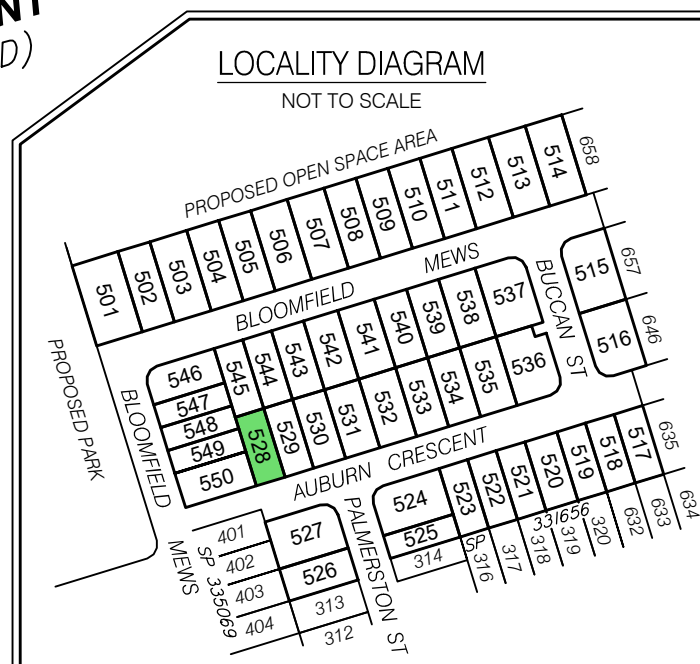 NT
D)
LOCALITY DIAGRAM
NOT TO SCALE
PROPOSED OPEN SPACE AREA
501 502 503 504 505 506 507 508 509 510 511 512 513 514 658
BLOOMFIELD MEWS
BUCCAN ST
515 657
516 646
PROPOSED PARK
BLOOMFIELD MEWS
546
547
548
549
550
545 544 543 542 541 540 539 538 537
528 529 530 531 532 533 534 535 536
AUBURN CRESCENT
PALMERSTON ST
401
402
403
404
SP 335069
527
526
313
312
524
525
314
523 522 521 520 519 518 517 635
SP 331656
316 317 318 319 320 632 633 634